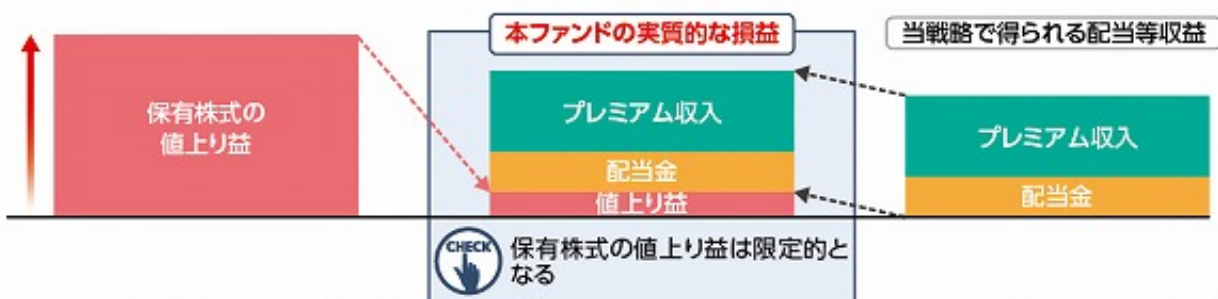 保有株式の
値上り益
本ファンドの実質的な損益
プレミアム収入
配当金
値上り益
CHECK
保有株式の値上り益は限定的と
なる
当戦略で得られる配当等収益
プレミアム収入
配当金